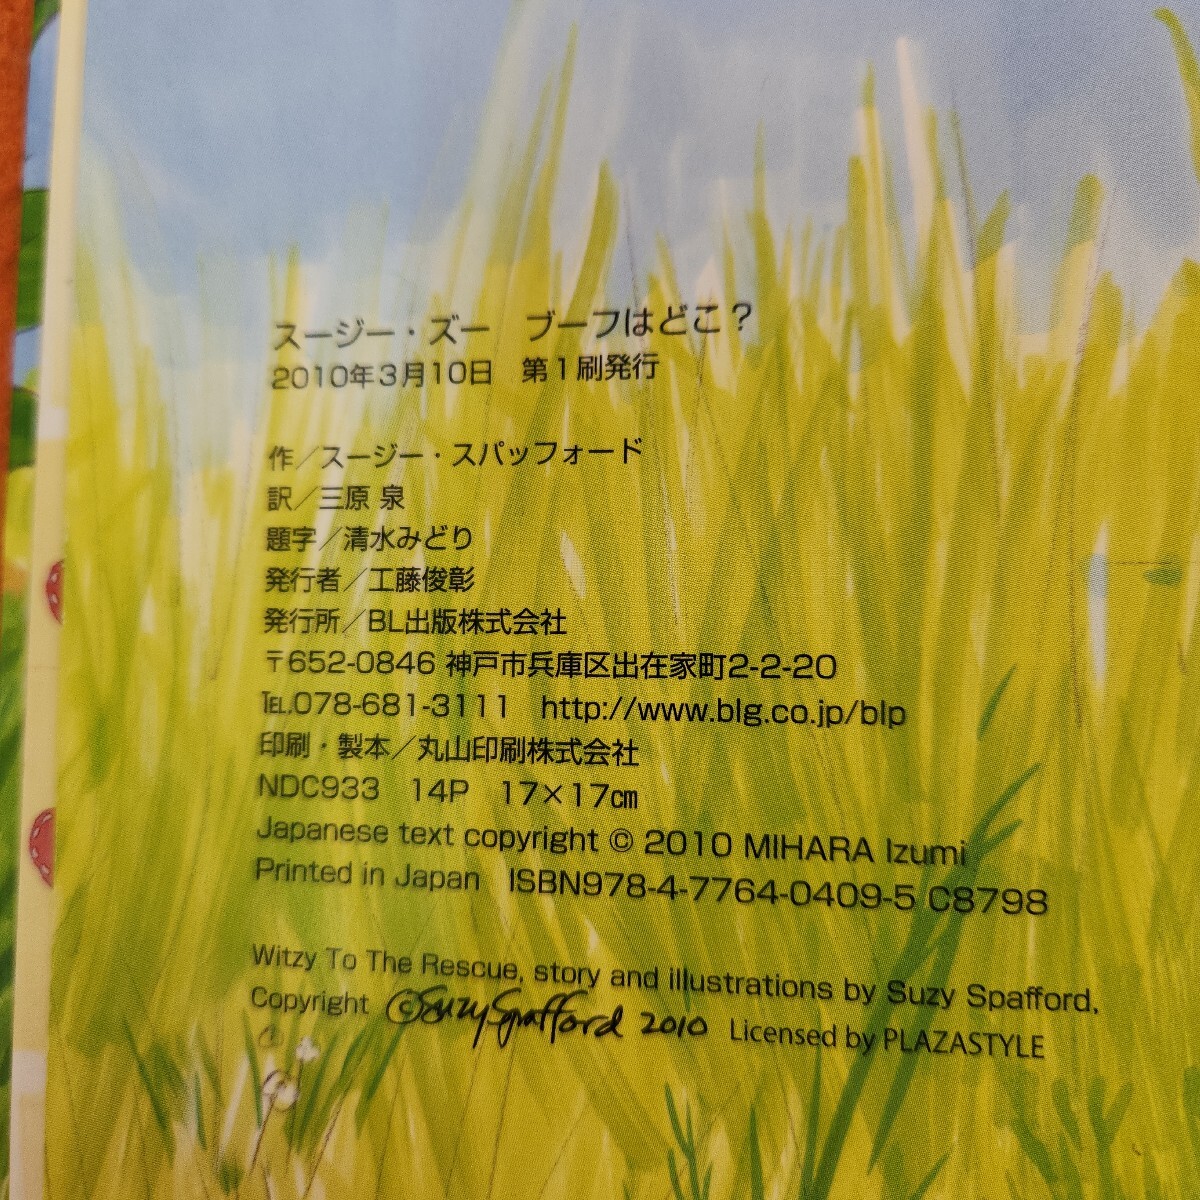 スージー・ズー　ブーフはどこ？
2010年3月10日　第1刷発行
作／スージー・スパッフォード
訳／三原 泉
題字／清水みどり
発行者／工藤俊彰
発行所／BL出版株式会社
〒652-0846 神戸市兵庫区出在家町2-2-20
TEL.078-681-3111　http://www.blg.co.jp/blp
印刷・製本／丸山印刷株式会社
NDC933　14P　17×17cm
Japanese text copyright © 2010 MIHARA Izumi
Printed in Japan　ISBN978-4-7764-0409-5 C8798
Witzy To The Rescue, story and illustrations by Suzy Spafford,
Copyright ©Suzy Spafford 2010 Licensed by PLAZASTYLE